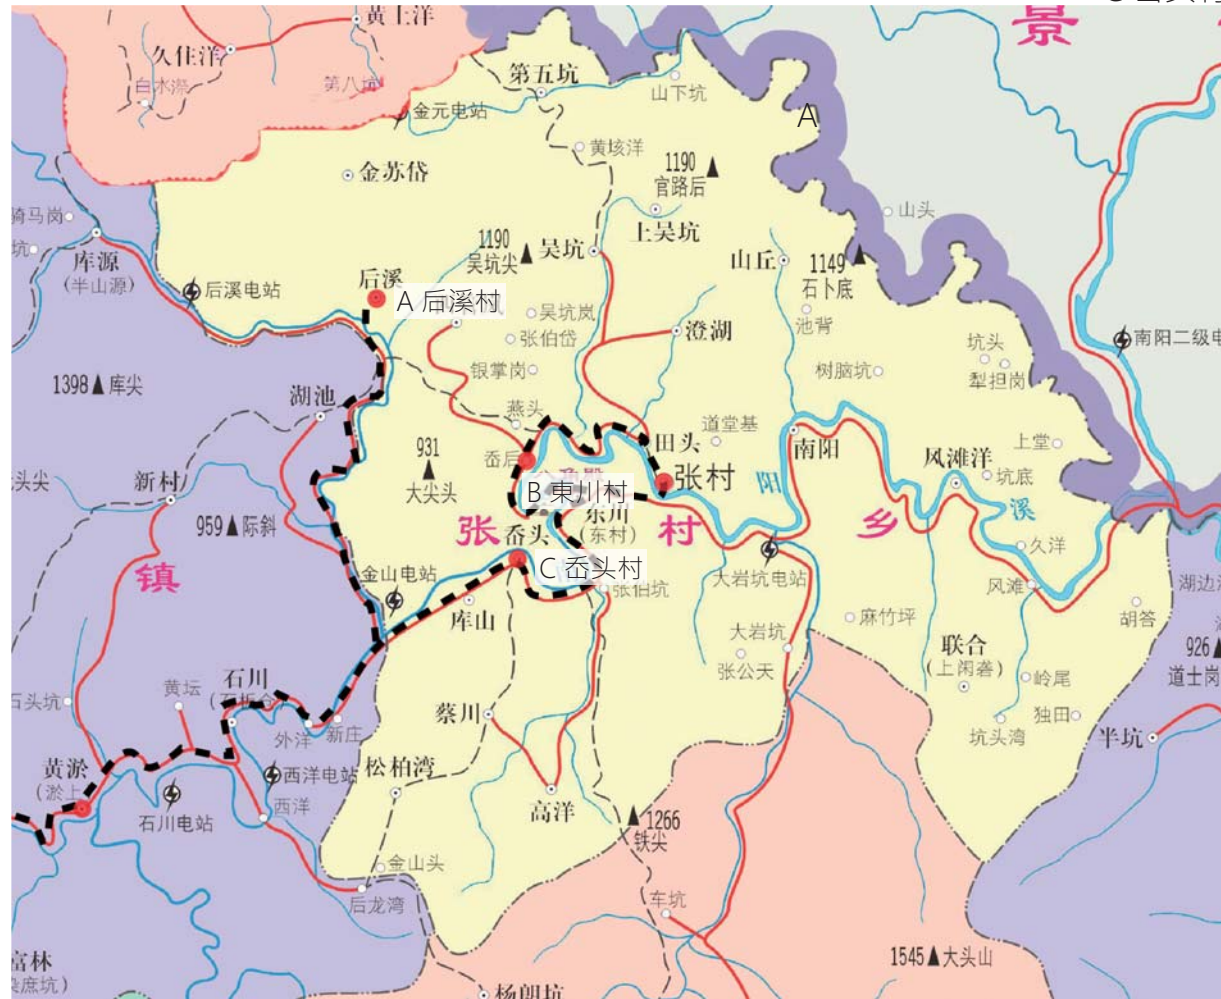 黄上洋
景
久住洋
白水漈
第八坑
第五坑
山下坑
金元电站
A
黄垓洋
金苏岱
1190
官路后
骑马岗
山头
坑
上吴坑
库源
(半山源)
1190
吴坑尖
吴坑
山丘
1149
石卜底
后溪
后溪电站
A 后溪村
吴坑岚
池背
张伯岱
澄湖
南阳二级电
坑头
犁担岗
银掌岗
树脑坑
1398 库尖
湖池
燕头
道堂基
931
大尖头
岙后
田头
南阳
上堂
风滩洋
坑底
头尖
新村
张村
阳
B 東川村
溪
959 际斜
张
岙头
东川
(东村)
村
乡
久洋
镇
金山电站
C 岙头村
张伯坑
大岩坑电站
风滩
湖边
胡答
库山
麻竹坪
大岩坑
张公天
联合
(上闲砻)
926
道士岗
石川
(石板仓)
黄坛
石头坑
岭尾
独田
蔡川
外洋
新庄
坑头湾
半坑
黄淤
(淤上
松柏湾
西洋电站
西洋
石川电站
高洋
1266
铁尖
金山头
后龙湾
车坑
富林
1545 大头山
杨朗坑